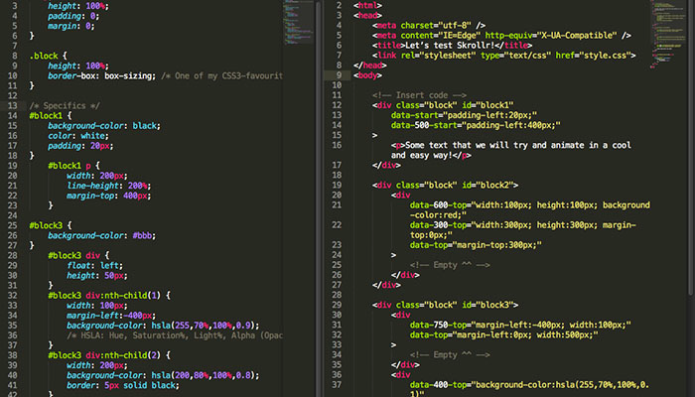 3 height: 100%;
4 padding: 0;
5 margin: 0;
6 }
7
8 .block {
9 height: 100%;
10 border-box: box-sizing; /* One of my CSS3-favourit
11 }
12
13 /* Specifics */
14 #block1 {
15 background-color: black;
16 color: white;
17 padding: 20px;
18 }
19 #block1 p {
20 width: 200px;
21 line-height: 200%;
22 margin-top: 400px;
23 }
24
25 #block3 {
26 background-color: #bbb;
27 }
28 #block3 div {
29 float: left;
30 height: 50px;
31 }
32 #block3 div:nth-child(1) {
33 width: 100px;
34 margin-left:-400px;
35 background-color: hsla(255,70%,100%,0.9);
36 /* HSLA: Hue, Saturation%, Light%, Alpha (Opac
37 }
38 #block3 div:nth-child(2) {
39 width: 200px;
40 background-color: hsla(200,80%,100%,0.8);
41 border: 5px solid black;
2 <html>
3 <head>
4 <meta charset="utf-8" />
5 <meta content="IE=Edge" http-equiv="X-UA-Compatible" />
6 <title>Let's test Skrollr!</title>
7 <link rel="stylesheet" type="text/css" href="style.css">
8 </head>
9 <body>
10
11 <!-- Insert code -->
12 <div class="block" id="block1"
13 data-start="padding-left:20px;"
14 data-500-start="padding-left:400px;"
15 >
16 <p>Some text that we will try and animate in a cool
and easy way!</p>
17 </div>
18
19 <div class="block" id="block2">
20 <div
21 data-600-top="width:100px; height:100px; background
-color:red;"
22 data-300-top="width:300px; height:300px; margin-
top:0px;"
23 data-top="margin-top:300px;"
24 >
25 <!-- Empty ^^ -->
26 </div>
27 </div>
28
29 <div class="block" id="block3">
30 <div
31 data-750-top="margin-left:-400px; width:100px;"
32 data-top="margin-left:0px; width:500px;"
33 >
34 <!-- Empty ^^ -->
35 </div>
36 <div
37 data-400-top="background-color:hsla(255,70%,100%,0.
1)"